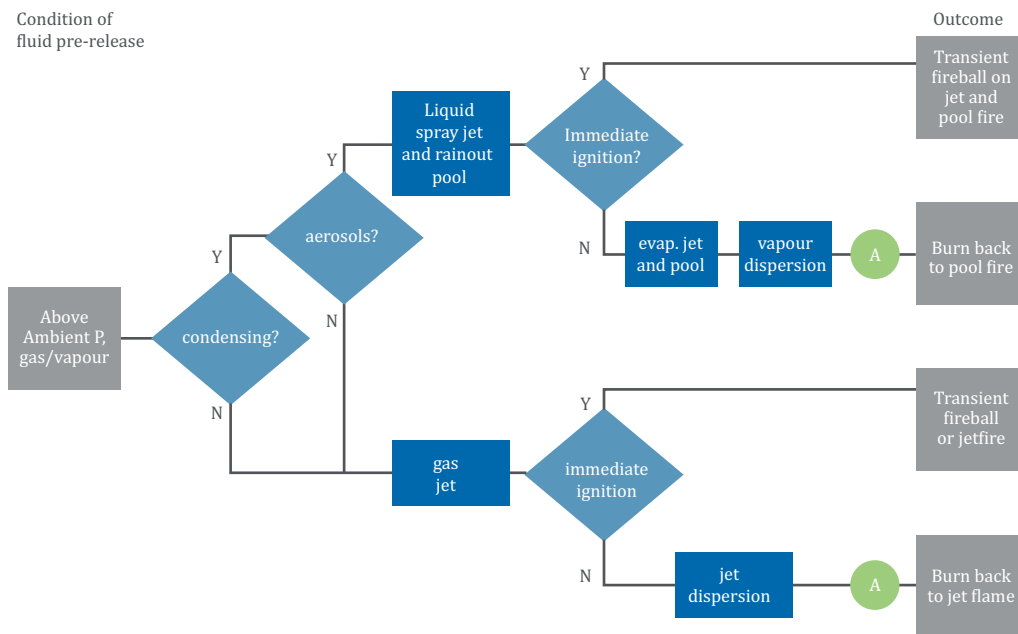 Condition of
fluid pre-release
Outcome
Y
Transient
fireball on
jet and
pool fire
Liquid
spray jet
and rainout
pool
Immediate
ignition?
Y
aerosols?
N
evap. jet
and pool
vapour
dispersion
A
Burn back
to pool fire
Y
Above
Ambient P,
gas/vapour
condensing?
N
N
Y
Transient
fireball
or jetfire
gas
jet
immediate
ignition
N
jet
dispersion
A
Burn back
to jet flame